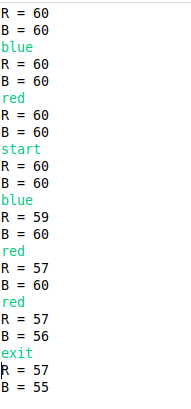 R = 60
B = 60
blue
R = 60
B = 60
red
R = 60
B = 60
start
R = 60
B = 60
blue
R = 59
B = 60
red
R = 57
B = 60
red
R = 57
B = 56
exit
R = 57
B = 55